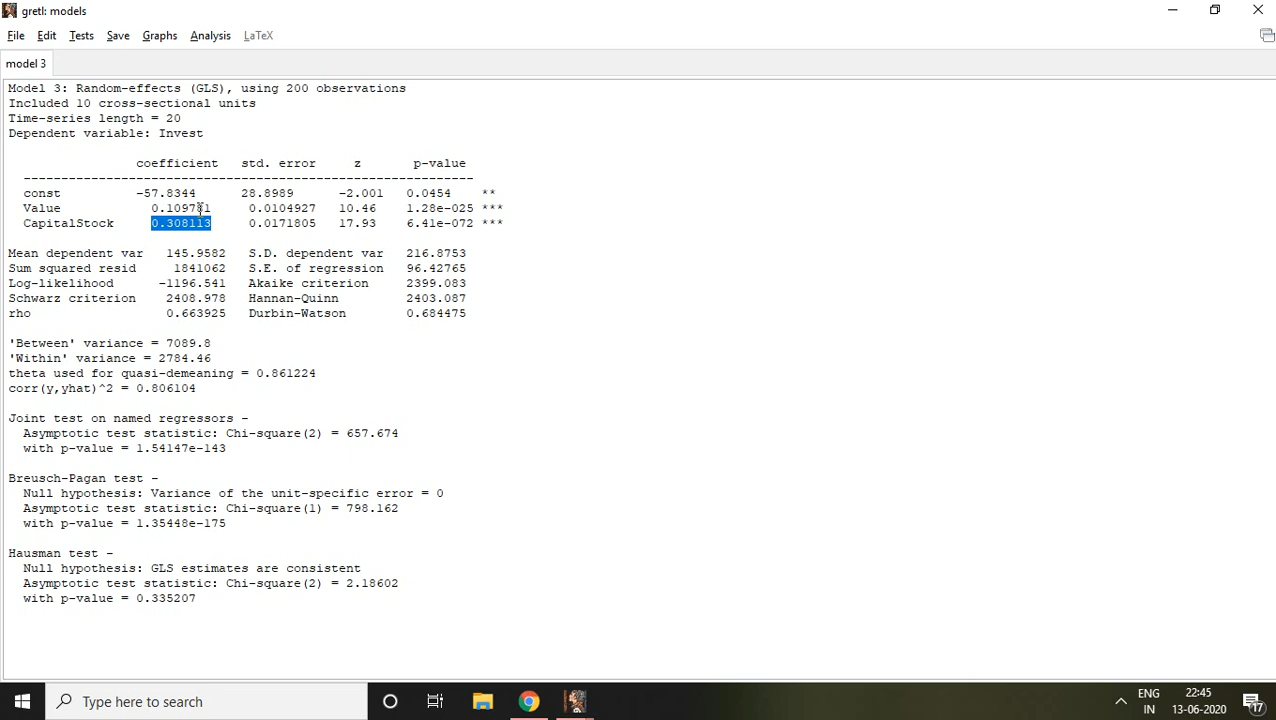 gretl: models
File Edit Tests Save Graphs Analysis LaTeX
model 3
Model 3: Random-effects (GLS), using 200 observations
Included 10 cross-sectional units
Time-series length = 20
Dependent variable: Invest
coefficient std. error z p-value
-------------------------------------------------------------
const -57.8344 28.8989 -2.001 0.0454 **
Value 0.109781 0.0104927 10.46 1.28e-025 ***
CapitalStock 0.308113 0.0171805 17.93 6.41e-072 ***
Mean dependent var 145.9582 S.D. dependent var 216.8753
Sum squared resid 1841062 S.E. of regression 96.42765
Log-likelihood -1196.541 Akaike criterion 2399.083
Schwarz criterion 2408.978 Hannan-Quinn 2403.087
rho 0.663925 Durbin-Watson 0.684475
'Between' variance = 7089.8
'Within' variance = 2784.46
theta used for quasi-demeaning = 0.861224
corr(y,yhat)^2 = 0.806104
Joint test on named regressors -
Asymptotic test statistic: Chi-square(2) = 657.674
with p-value = 1.54147e-143
Breusch-Pagan test -
Null hypothesis: Variance of the unit-specific error = 0
Asymptotic test statistic: Chi-square(1) = 798.162
with p-value = 1.35448e-175
Hausman test -
Null hypothesis: GLS estimates are consistent
Asymptotic test statistic: Chi-square(2) = 2.18602
with p-value = 0.335207
Type here to search
ENG
IN
22:45
13-06-2020
17